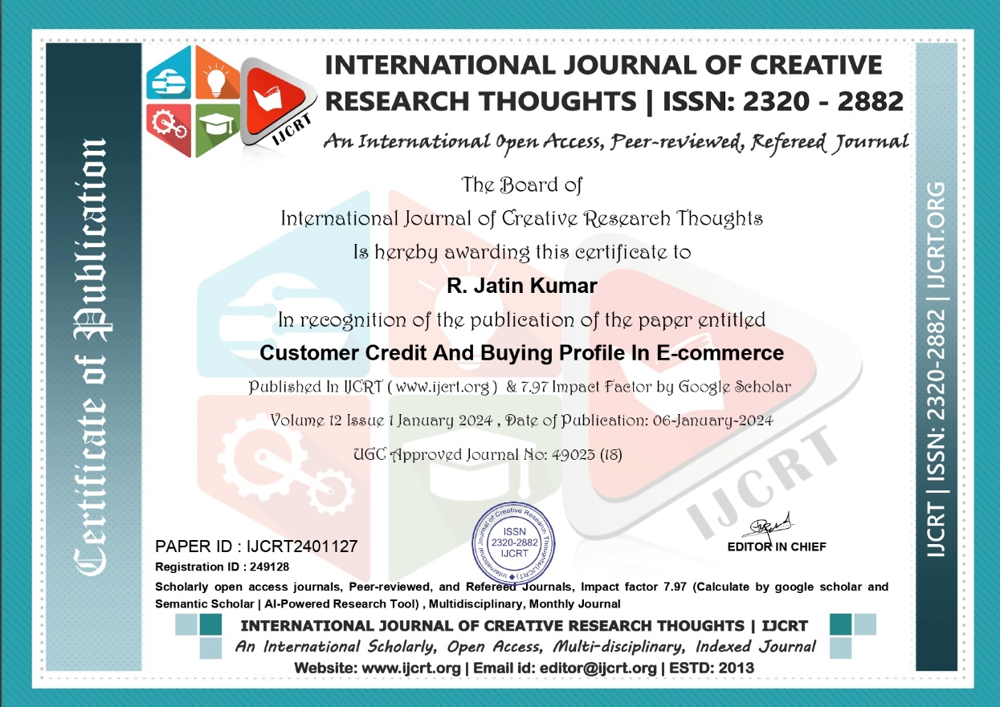 INTERNATIONAL JOURNAL OF CREATIVE
RESEARCH THOUGHTS | ISSN: 2320 - 2882
An International Open Access, Peer-reviewed, Refereed Journal
IJCRT
Certificate of Publication
The Board of
International Journal of Creative Research Thoughts
Is hereby awarding this certificate to
R. Jatin Kumar
In recognition of the publication of the paper entitled
Customer Credit And Buying Profile In E-commerce
Published In IJCRT ( www.ijcrt.org ) & 7.97 Impact Factor by Google Scholar
Volume 12 Issue 1 January 2024 , Date of Publication: 06-January-2024
UGC Approved Journal No: 49023 (18)
IJCRT
IJCRT | ISSN: 2320-2882 | IJCRT.ORG
International Journal of Creative Research Thoughts(IJCRT)
ISSN
2320-2882
IJCRT
PAPER ID : IJCRT2401127
Registration ID : 249128
EDITOR IN CHIEF
Scholarly open access journals, Peer-reviewed, and Refereed Journals, Impact factor 7.97 (Calculate by google scholar and
Semantic Scholar | AI-Powered Research Tool) , Multidisciplinary, Monthly Journal
INTERNATIONAL JOURNAL OF CREATIVE RESEARCH THOUGHTS | IJCRT
An International Scholarly, Open Access, Multi-disciplinary, Indexed Journal
Website: www.ijcrt.org | Email id: editor@ijcrt.org | ESTD: 2013